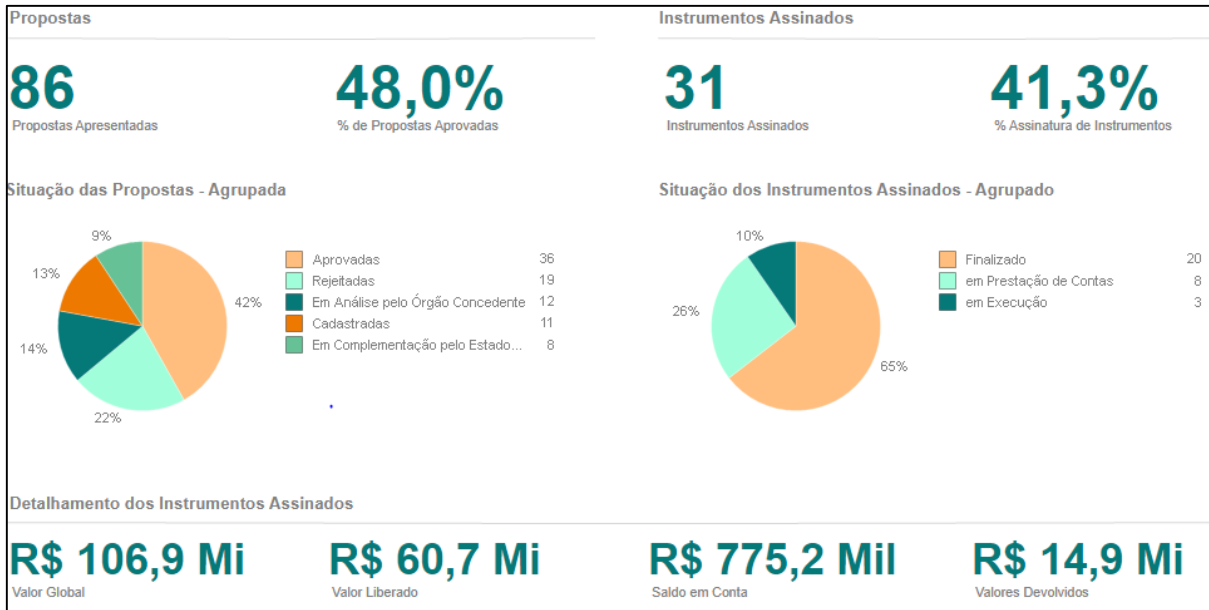 Propostas
Instrumentos Assinados
86
48,0%
31
41,3%
Propostas Apresentadas
% de Propostas Aprovadas
Instrumentos Assinados
% Assinatura de Instrumentos
Situação das Propostas - Agrupada
Situação dos Instrumentos Assinados - Agrupado
9%
13%
42%
14%
22%
Aprovadas 36
Rejeitadas 19
Em Análise pelo Órgão Concedente 12
Cadastradas 11
Em Complementação pelo Estado... 8
10%
26%
65%
Finalizado 20
em Prestação de Contas 8
em Execução 3
Detalhamento dos Instrumentos Assinados
R$ 106,9 Mi
R$ 60,7 Mi
R$ 775,2 Mil
R$ 14,9 Mi
Valor Global
Valor Liberado
Saldo em Conta
Valores Devolvidos